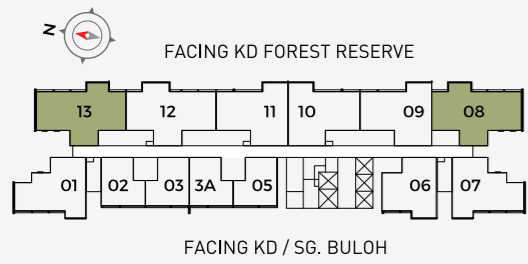 N
FACING KD FOREST RESERVE
13 12 11 10 09 08
01 02 03 3A 05 06 07
FACING KD / SG. BULOH